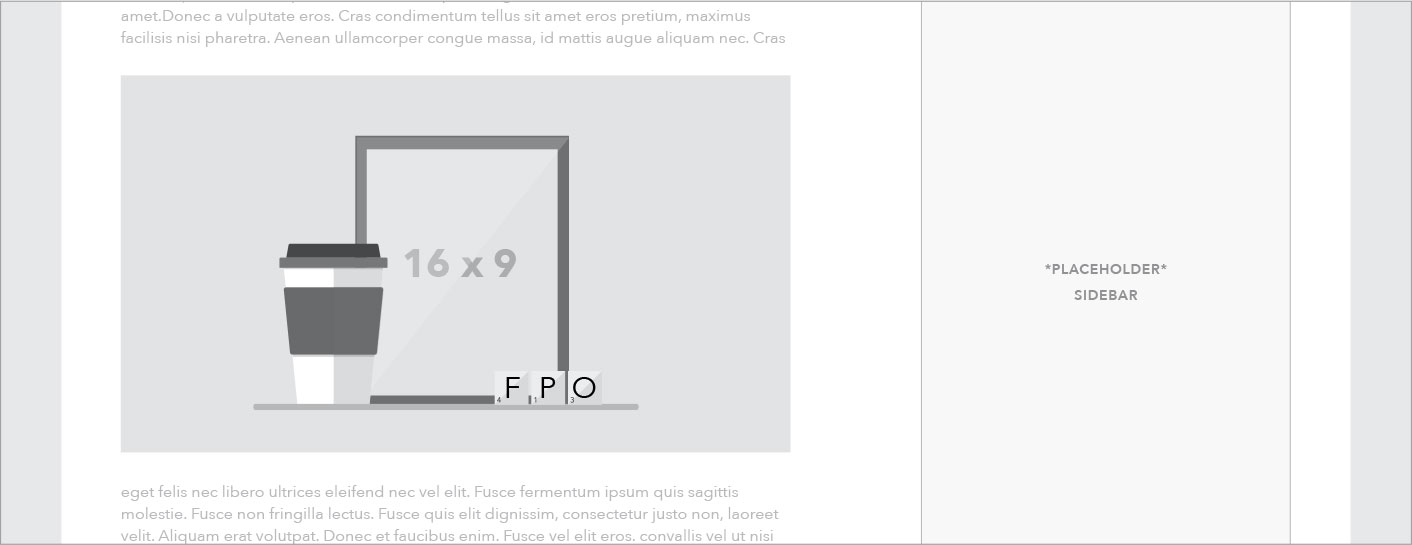 amet.Donec a vulputate eros. Cras condimentum tellus sit amet eros pretium, maximus
facilisis nisi pharetra. Aenean ullamcorper congue massa, id mattis augue aliquam nec. Cras
16 x 9
F P O
4 1 3
eget felis nec libero ultrices eleifend nec vel elit. Fusce fermentum ipsum quis sagittis
molestie. Fusce non fringilla lectus. Fusce quis elit dignissim, consectetur justo non, laoreet
velit. Aliquam erat volutpat. Donec et faucibus enim. Fusce vel elit eros. convallis vel ut nisi
*PLACEHOLDER*
SIDEBAR